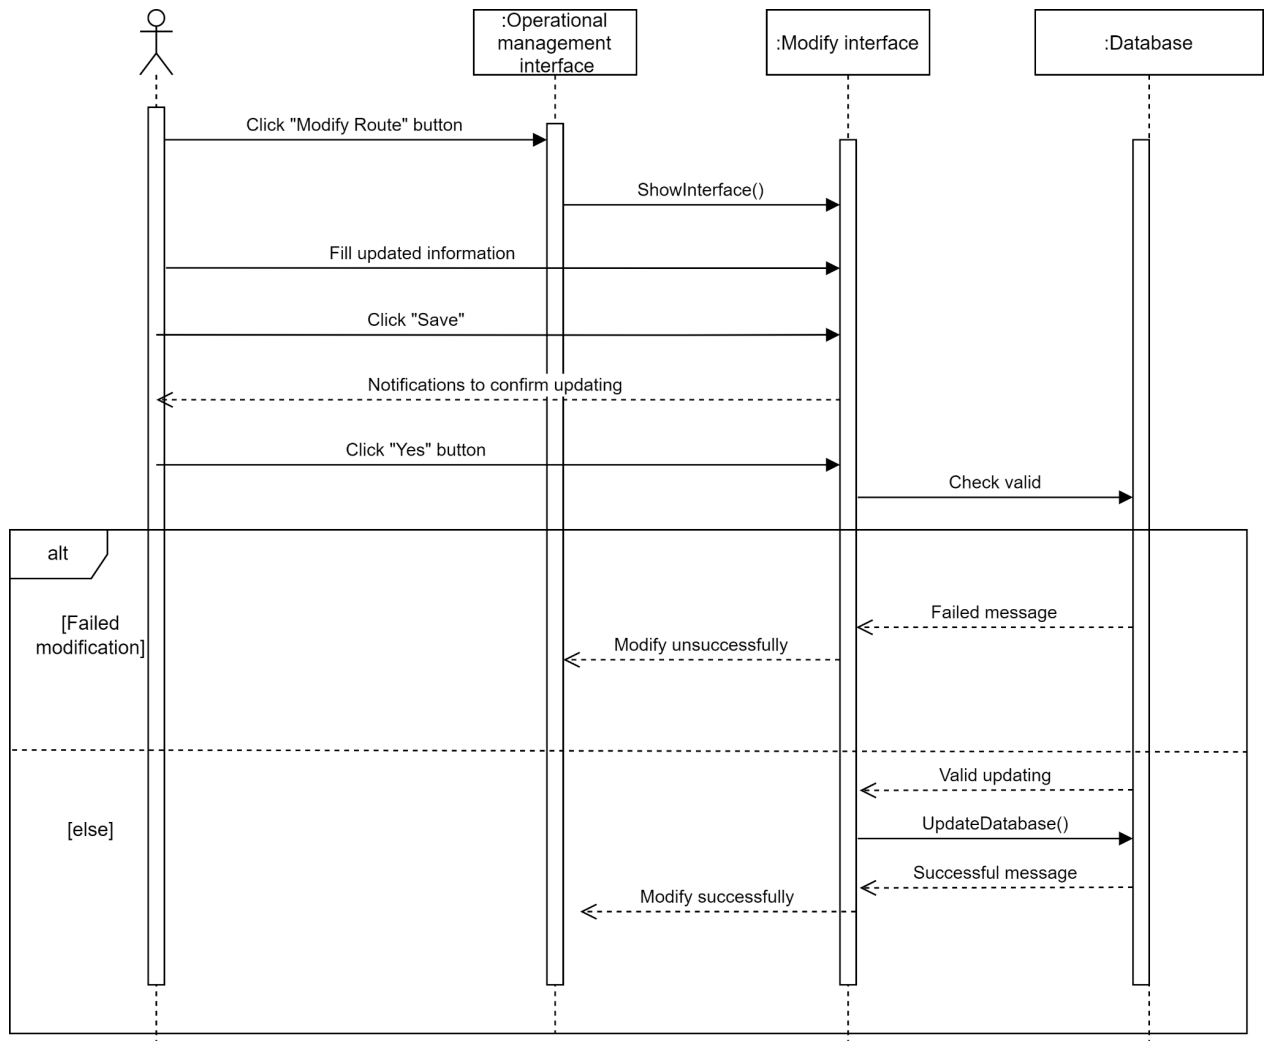 :Operational
management
interface
:Modify interface
:Database
Click "Modify Route" button
ShowInterface()
Fill updated information
Click "Save"
Notifications to confirm updating
Click "Yes" button
Check valid
alt
[Failed
modification]
Failed message
Modify unsuccessfully
Valid updating
[else]
UpdateDatabase()
Successful message
Modify successfully